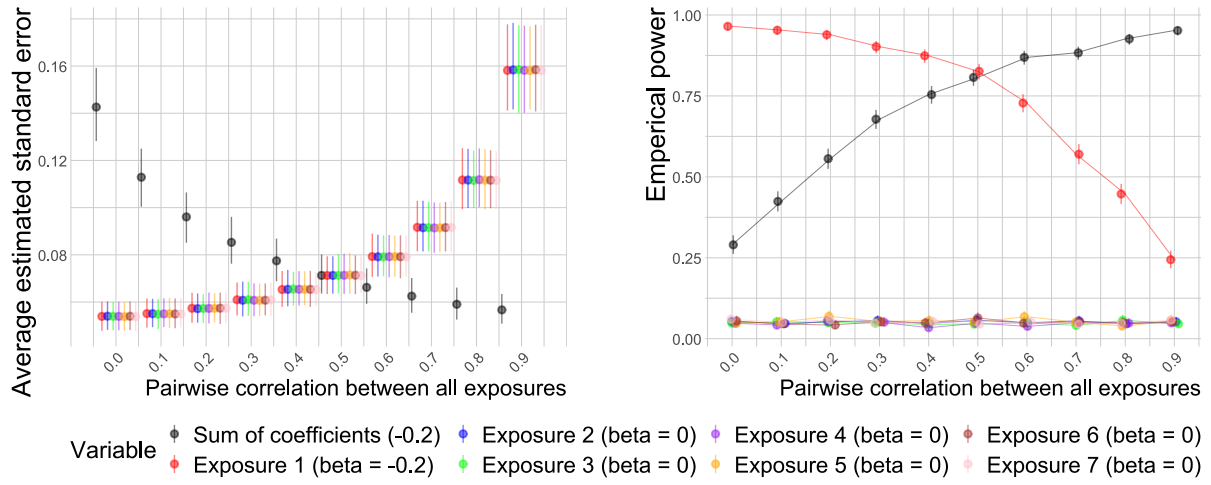 Average estimated standard error
0.16
0.12
0.08
0.0 0.1 0.2 0.3 0.4 0.5 0.6 0.7 0.8 0.9
Pairwise correlation between all exposures
Emperical power
1.00
0.75
0.50
0.25
0.00
0.0 0.1 0.2 0.3 0.4 0.5 0.6 0.7 0.8 0.9
Pairwise correlation between all exposures
Variable
Sum of coefficients (-0.2)
Exposure 2 (beta = 0)
Exposure 4 (beta = 0)
Exposure 6 (beta = 0)
Exposure 1 (beta = -0.2)
Exposure 3 (beta = 0)
Exposure 5 (beta = 0)
Exposure 7 (beta = 0)